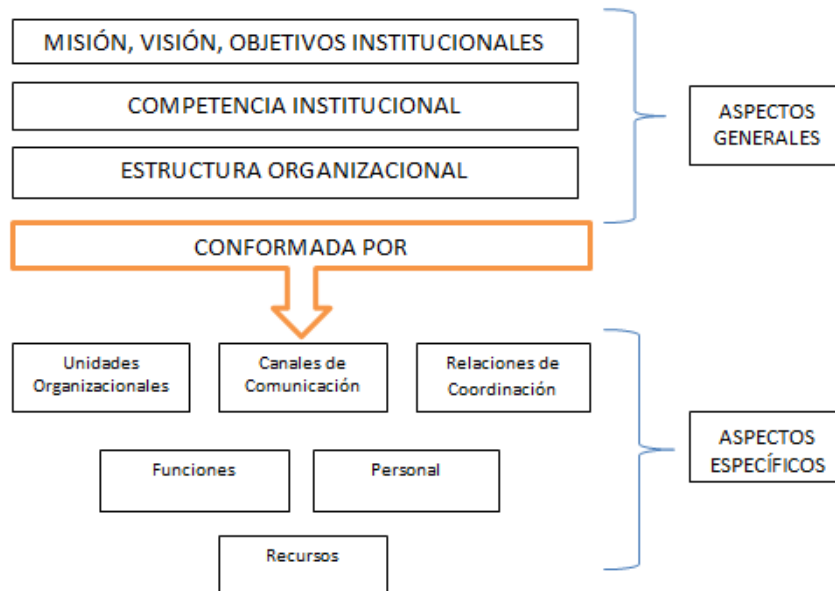 MISIÓN, VISIÓN, OBJETIVOS INSTITUCIONALES
COMPETENCIA INSTITUCIONAL
ESTRUCTURA ORGANIZACIONAL
ASPECTOS
GENERALES
CONFORMADA POR
Unidades
Organizacionales
Canales de
Comunicación
Relaciones de
Coordinación
Funciones
Personal
Recursos
ASPECTOS
ESPECÍFICOS